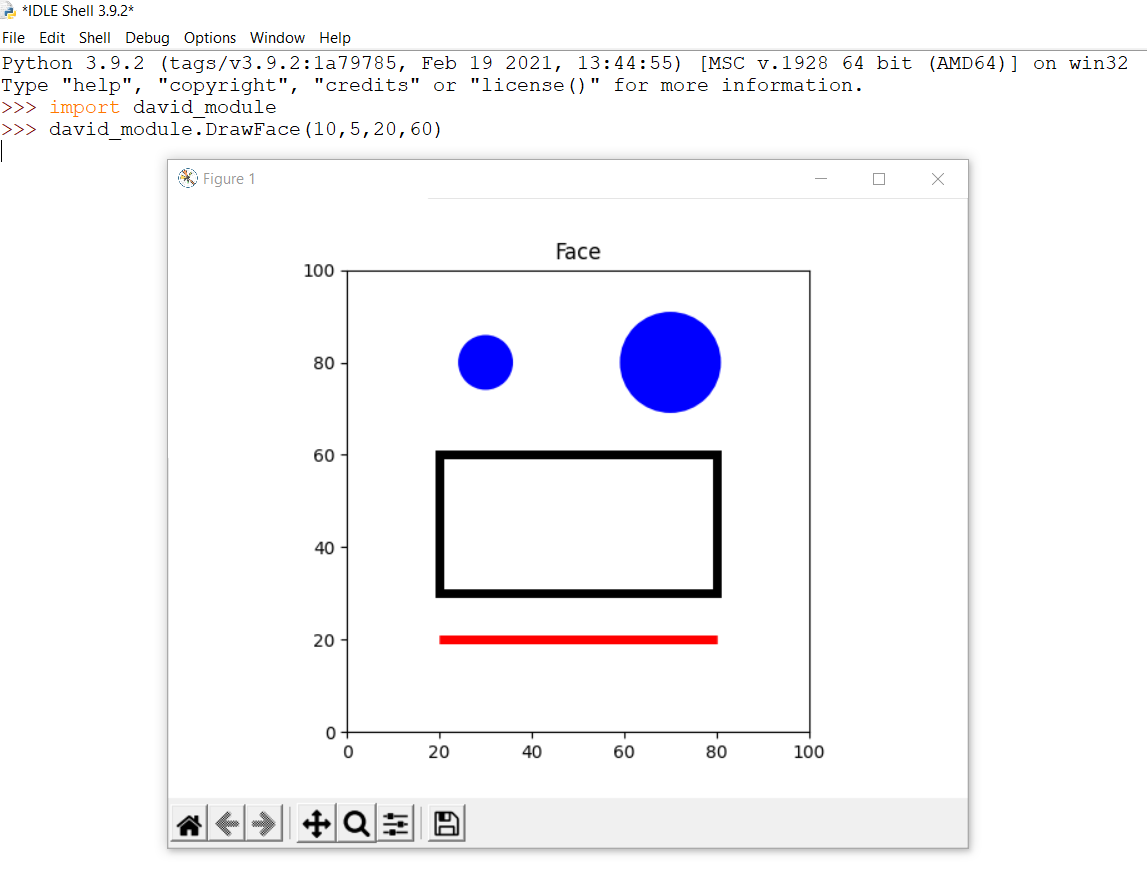 *IDLE Shell 3.9.2*
File Edit Shell Debug Options Window Help
Python 3.9.2 (tags/v3.9.2:1a79785, Feb 19 2021, 13:44:55) [MSC v.1928 64 bit (AMD64)] on win32
Type "help", "copyright", "credits" or "license()" for more information.
>>> import david_module
>>> david_module.DrawFace(10,5,20,60)
Figure 1
Face
100
80
60
40
20
0
0 20 40 60 80 100